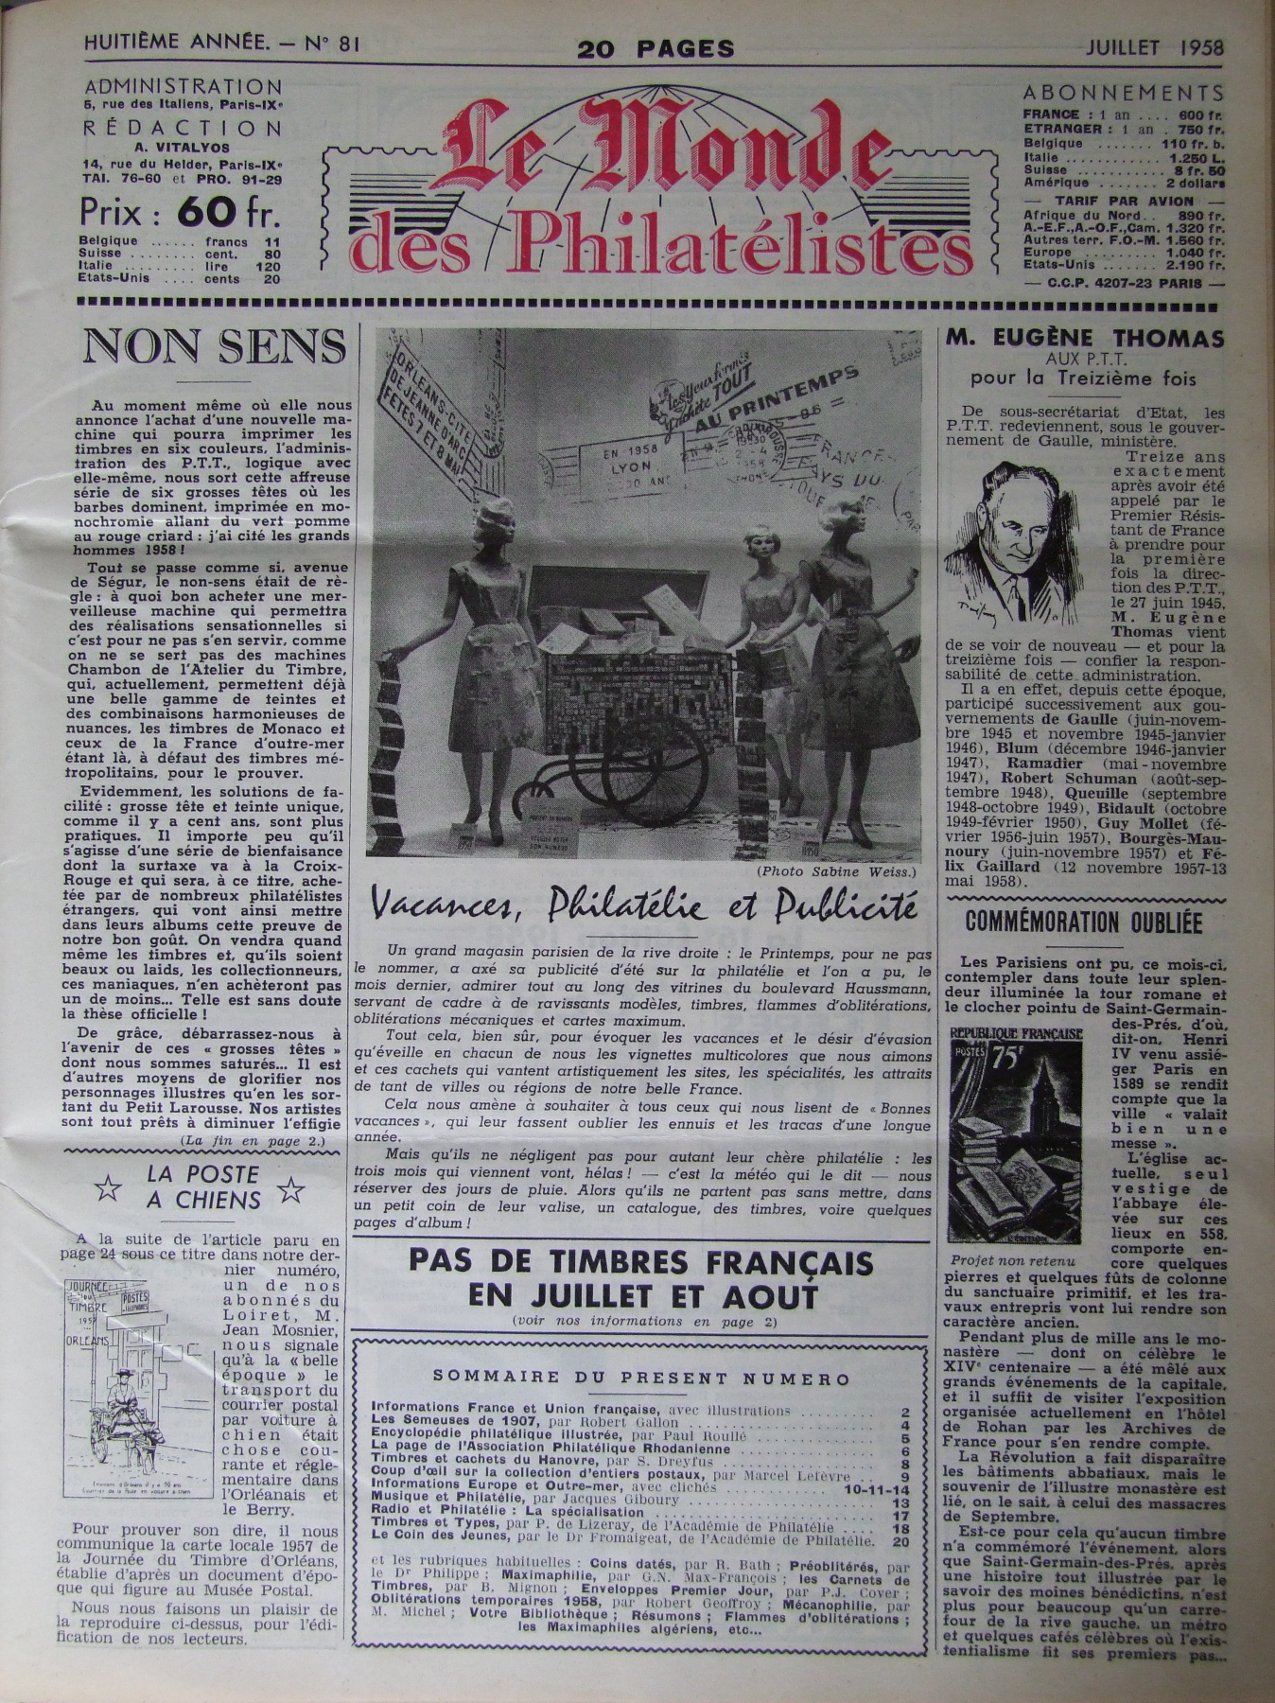 HUITIÈME ANNÉE. — N° 81
20 PAGES
JUILLET 1958
ADMINISTRATION
5, rue des Italiens, Paris-IXe
RÉDACTION
A. VITALYOS
14, rue du Helder, Paris-IXe
TAI. 76-60 et PRO. 91-29
Prix : 60 fr.
Belgique ...... francs 11
Suisse ........ cent. 80
Italie ......... lire 120
Etats-Unis .... cents 20
Le Monde
des Philatélistes
ABONNEMENTS
FRANCE : 1 an .... 600 fr.
ETRANGER : 1 an . 750 fr.
Belgique ....... 110 fr. b.
Italie ............ 1.250 L.
Suisse ........... 8 fr. 50
Amérique ....... 2 dollars
— TARIF PAR AVION —
Afrique du Nord.. 890 fr.
A.-E.F.,A.-O.F.,Cam. 1.320 fr.
Autres terr. F.O.-M. 1.560 fr.
Europe .......... 1.040 fr.
Etats-Unis ....... 2.190 fr.
— C.C.P. 4207-23 PARIS —
NON SENS
Au moment même où elle nous
annonce l'achat d'une nouvelle ma-
chine qui pourra imprimer les
timbres en six couleurs, l'adminis-
tration des P.T.T., logique avec
elle-même, nous sort cette affreuse
série de six grosses têtes où les
barbes dominent, imprimée en mo-
nochromie allant du vert pomme
au rouge criard : j'ai cité les grands
hommes 1958 !
Tout se passe comme si, avenue
de Ségur, le non-sens était de rè-
gle : à quoi bon acheter une mer-
veilleuse machine qui permettra
des réalisations sensationnelles si
c'est pour ne pas s'en servir, comme
on ne se sert pas des machines
Chambon de l'Atelier du Timbre,
qui, actuellement, permettent déjà
une belle gamme de teintes et
des combinaisons harmonieuses de
nuances, les timbres de Monaco et
ceux de la France d'outre-mer
étant là, à défaut des timbres mé-
tropolitains, pour le prouver.
Evidemment, les solutions de fa-
cilité : grosse tête et teinte unique,
comme il y a cent ans, sont plus
pratiques. Il importe peu qu'il
s'agisse d'une série de bienfaisance
dont la surtaxe va à la Croix-
Rouge et qui sera, à ce titre, ache-
tée par de nombreux philatélistes
étrangers, qui vont ainsi mettre
dans leurs albums cette preuve de
notre bon goût. On vendra quand
même les timbres et, qu'ils soient
beaux ou laids, les collectionneurs,
ces maniaques, n'en achèteront pas
un de moins... Telle est sans doute
la thèse officielle !
De grâce, débarrassez-nous à
l'avenir de ces « grosses têtes »
dont nous sommes saturés... Il est
d'autres moyens de glorifier nos
personnages illustres qu'en les sor-
tant du Petit Larousse. Nos artistes
sont tout prêts à diminuer l'effigie
(La fin en page 2.)
LA POSTE
A CHIENS
A la suite de l'article paru en
page 24 sous ce titre dans notre der-
nier numéro,
un de nos
abonnés du
Loiret, M.
Jean Mosnier,
nous signale
qu'à la « belle
époque » le
transport du
courrier postal
par voiture à
chien était
chose cou-
rante et régle-
mentaire dans
l'Orléanais et
le Berry.
JOURNÉE
DU
TIMBRE
1957
ORLÉANS
POSTES
Pour prouver son dire, il nous
communique la carte locale 1957 de
la Journée du Timbre d'Orléans,
établie d'après un document d'épo-
que qui figure au Musée Postal.
Nous nous faisons un plaisir de
la reproduire ci-dessus, pour l'édi-
fication de nos lecteurs.
ORLEANS-CITE
DE JEANNE D'ARC
FETES 7 ET 8 MAI
EN 1958
LYON
J'achète TOUT
AU PRINTEMPS
(Photo Sabine Weiss.)
Vacances, Philatélie et Publicité
Un grand magasin parisien de la rive droite : le Printemps, pour ne pas
le nommer, a axé sa publicité d'été sur la philatélie et l'on a pu, le
mois dernier, admirer tout au long des vitrines du boulevard Haussmann,
servant de cadre à de ravissants modèles, timbres, flammes d'oblitérations,
oblitérations mécaniques et cartes maximum.
Tout cela, bien sûr, pour évoquer les vacances et le désir d'évasion
qu'éveille en chacun de nous les vignettes multicolores que nous aimons
et ces cachets qui vantent artistiquement les sites, les spécialités, les attraits
de tant de villes ou régions de notre belle France.
Cela nous amène à souhaiter à tous ceux qui nous lisent de « Bonnes
vacances », qui leur fassent oublier les ennuis et les tracas d'une longue
année.
Mais qu'ils ne négligent pas pour autant leur chère philatélie : les
trois mois qui viennent vont, hélas ! — c'est la météo qui le dit — nous
réserver des jours de pluie. Alors qu'ils ne partent pas sans mettre, dans
un petit coin de leur valise, un catalogue, des timbres, voire quelques
pages d'album !
PAS DE TIMBRES FRANÇAIS
EN JUILLET ET AOUT
(voir nos informations en page 2)
SOMMAIRE DU PRESENT NUMERO
Informations France et Union française, avec illustrations .......... 2
Les Semeuses de 1907, par Robert Gallon .......... 4
Encyclopédie philatélique illustrée, par Paul Roullé .......... 5
La page de l'Association Philatélique Rhodanienne .......... 6
Timbres et cachets du Hanovre, par S. Dreyfus .......... 8
Coup d'œil sur la collection d'entiers postaux, par Marcel Lefèvre .... 9
Informations Europe et Outre-mer, avec clichés .......... 10-11-14
Musique et Philatélie, par Jacques Giboury .......... 13
Radio et Philatélie : La spécialisation .......... 17
Timbres et Types, par P. de Lizeray, de l'Académie de Philatélie .... 18
Le Coin des Jeunes, par le Dr Fromaigeat, de l'Académie de Philatélie. 20
et les rubriques habituelles : Coins datés, par R. Bath ; Préoblitérés, par
le Dr Philippe ; Maximaphilie, par G.N. Max-François ; les Carnets de
Timbres, par B. Mignon ; Enveloppes Premier Jour, par P.J. Cover ;
Oblitérations temporaires 1958, par Robert Geoffroy ; Mécanophilie, par
M. Michel ; Votre Bibliothèque ; Résumons ; Flammes d'oblitérations ;
les Maximaphiles algériens, etc...
M. EUGÈNE THOMAS
AUX P.T.T.
pour la Treizième fois
De sous-secrétariat d'Etat, les
P.T.T. redeviennent, sous le gouver-
nement de Gaulle, ministère.
Treize ans
exactement
après avoir été
appelé par le
Premier Résis-
tant de France
à prendre pour
la première
fois la direc-
tion des P.T.T.,
le 27 juin 1945,
M. Eugène
Thomas vient
de se voir de nouveau — et pour la
treizième fois — confier la respon-
sabilité de cette administration.
Il a en effet, depuis cette époque,
participé successivement aux gou-
vernements de Gaulle (juin-novem-
bre 1945 et novembre 1945-janvier
1946), Blum (décembre 1946-janvier
1947), Ramadier (mai-novembre
1947), Robert Schuman (août-sep-
tembre 1948), Queuille (septembre
1948-octobre 1949), Bidault (octobre
1949-février 1950), Guy Mollet (fé-
vrier 1956-juin 1957), Bourgès-Mau-
noury (juin-novembre 1957) et Fé-
lix Gaillard (12 novembre 1957-13
mai 1958).
COMMÉMORATION OUBLIÉE
Les Parisiens ont pu, ce mois-ci,
contempler dans toute leur splen-
deur illuminée la tour romane et
le clocher pointu de Saint-Germain-
des-Prés, d'où,
dit-on, Henri
IV venu assié-
ger Paris en
1589 se rendit
compte que la
ville « valait
bien une
messe ».
L'église ac-
tuelle, seul
vestige de
l'abbaye éle-
vée sur ces
lieux en 558,
comporte en-
core quelques
RÉPUBLIQUE FRANÇAISE
POSTES 75F
Projet non retenu
pierres et quelques fûts de colonne
du sanctuaire primitif, et les tra-
vaux entrepris vont lui rendre son
caractère ancien.
Pendant plus de mille ans le mo-
nastère — dont on célèbre le
XIVe centenaire — a été mêlé aux
grands événements de la capitale,
et il suffit de visiter l'exposition
organisée actuellement en l'hôtel
de Rohan par les Archives de
France pour s'en rendre compte.
La Révolution a fait disparaître
les bâtiments abbatiaux, mais le
souvenir de l'illustre monastère est
lié, on le sait, à celui des massacres
de Septembre.
Est-ce pour cela qu'aucun timbre
n'a commémoré l'événement, alors
que Saint-Germain-des-Prés, après
une histoire tout illustrée par le
savoir des moines bénédictins, n'est
plus pour beaucoup qu'un carre-
four de la rive gauche, un métro
et quelques cafés célèbres où l'exis-
tentialisme fit ses premiers pas...